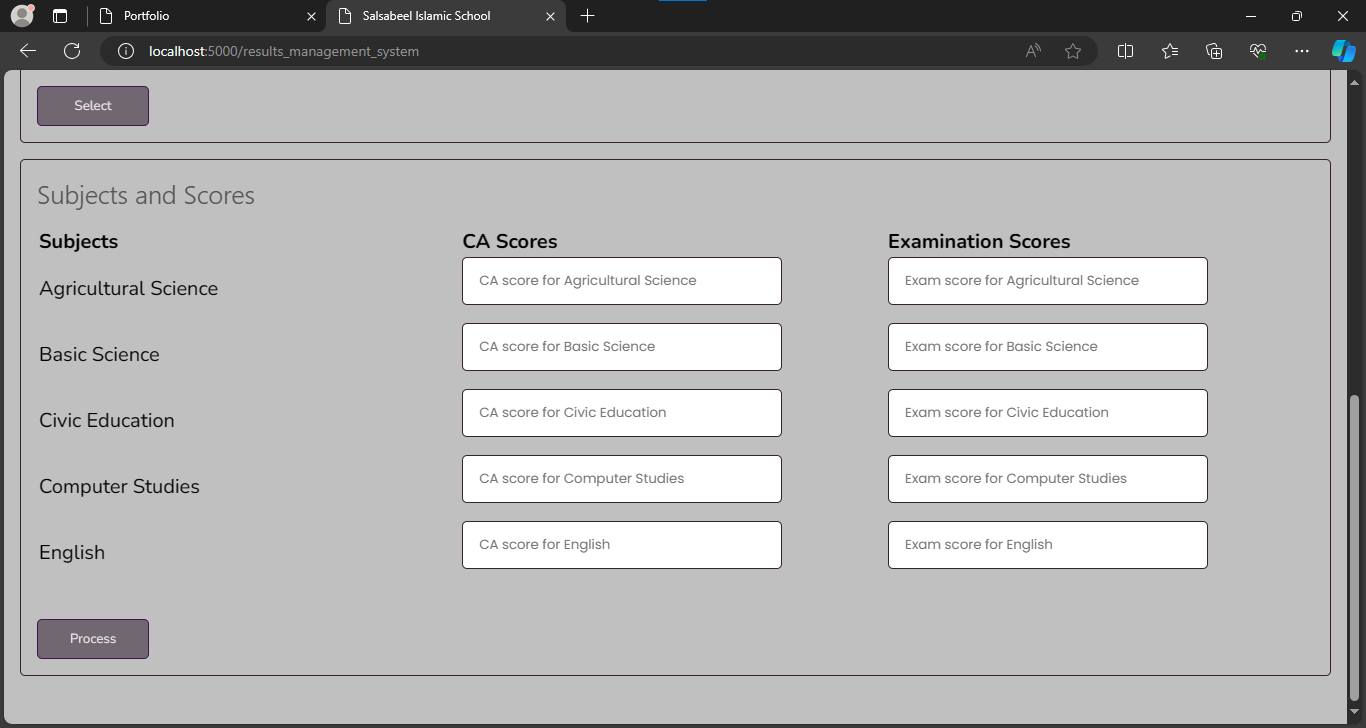 Portfolio
Salsabeel Islamic School
localhost:5000/results_management_system
Select
Subjects and Scores
Subjects CA Scores Examination Scores
Agricultural Science CA score for Agricultural Science Exam score for Agricultural Science
Basic Science CA score for Basic Science Exam score for Basic Science
Civic Education CA score for Civic Education Exam score for Civic Education
Computer Studies CA score for Computer Studies Exam score for Computer Studies
English CA score for English Exam score for English
Process